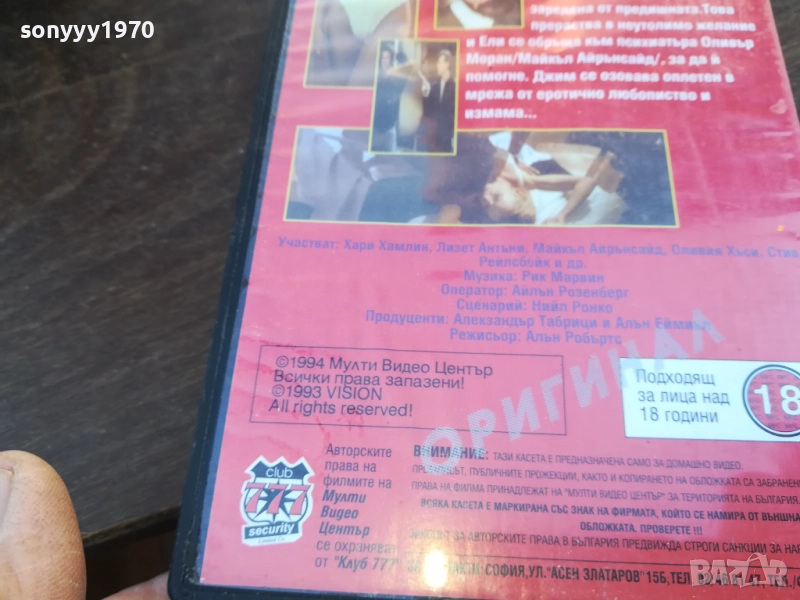 sonyyy1970
заредена от предишната.Това
прераства в неутолимо желание
и Ели се обръща към психиатъра Оливър
Моран/Майкъл Айрънсайд/, за да й
помогне. Джим се озовава оплетен в
мрежа от еротично любопиство и
измама...
Участват: Хари Хамлин, Лизет Антъни, Майкъл Айрънсайд, Оливия Хъси, Стив
Рейлсбейк и др.
Музика: Рик Марвин
Оператор: Айлън Розенберг
Сценарий: Нийл Ронко
Продуценти: Александър Табрици и Алън Еймиъл
Режисьор: Алън Робъртс
©1994 Мулти Видео Център
Всички права запазени!
©1993 VISION
All rights reserved!
ОРИГИНАЛ
Подходящ
за лица над
18 години
18
club
777
security
Авторските
права на
филмите на
Мулти
Видео
Център
се охраняват
от "Клуб 777"
ВНИМАНИЕ: ТАЗИ КАСЕТА Е ПРЕДНАЗНАЧЕНА САМО ЗА ДОМАШНО ВИДЕО.
ПУБЛИЧНИТЕ ПРОЖЕКЦИИ, КАКТО И КОПИРАНЕТО НА ОБЛОЖКАТА СА ЗАБРАНЕН
ПРАВА НА ФИЛМА ПРИНАДЛЕЖАТ НА "МУЛТИ ВИДЕО ЦЕНТЪР" ЗА ТЕРИТОРИЯТА НА БЪЛГАРИЯ
ВСЯКА КАСЕТА Е МАРКИРАНА СЪС ЗНАК НА ФИРМАТА, КОЙТО СЕ НАМИРА ОТ ВЪНШНА
ОБЛОЖКАТА. ПРОВЕРЕТЕ !!!
ЗА АВТОРСКИТЕ ПРАВА В БЪЛГАРИЯ ПРЕДВИЖДА СТРОГИ САНКЦИИ ЗА НА
СОФИЯ, УЛ."АСЕН ЗЛАТАРОВ" 15Б,ТЕЛ
BAZAR